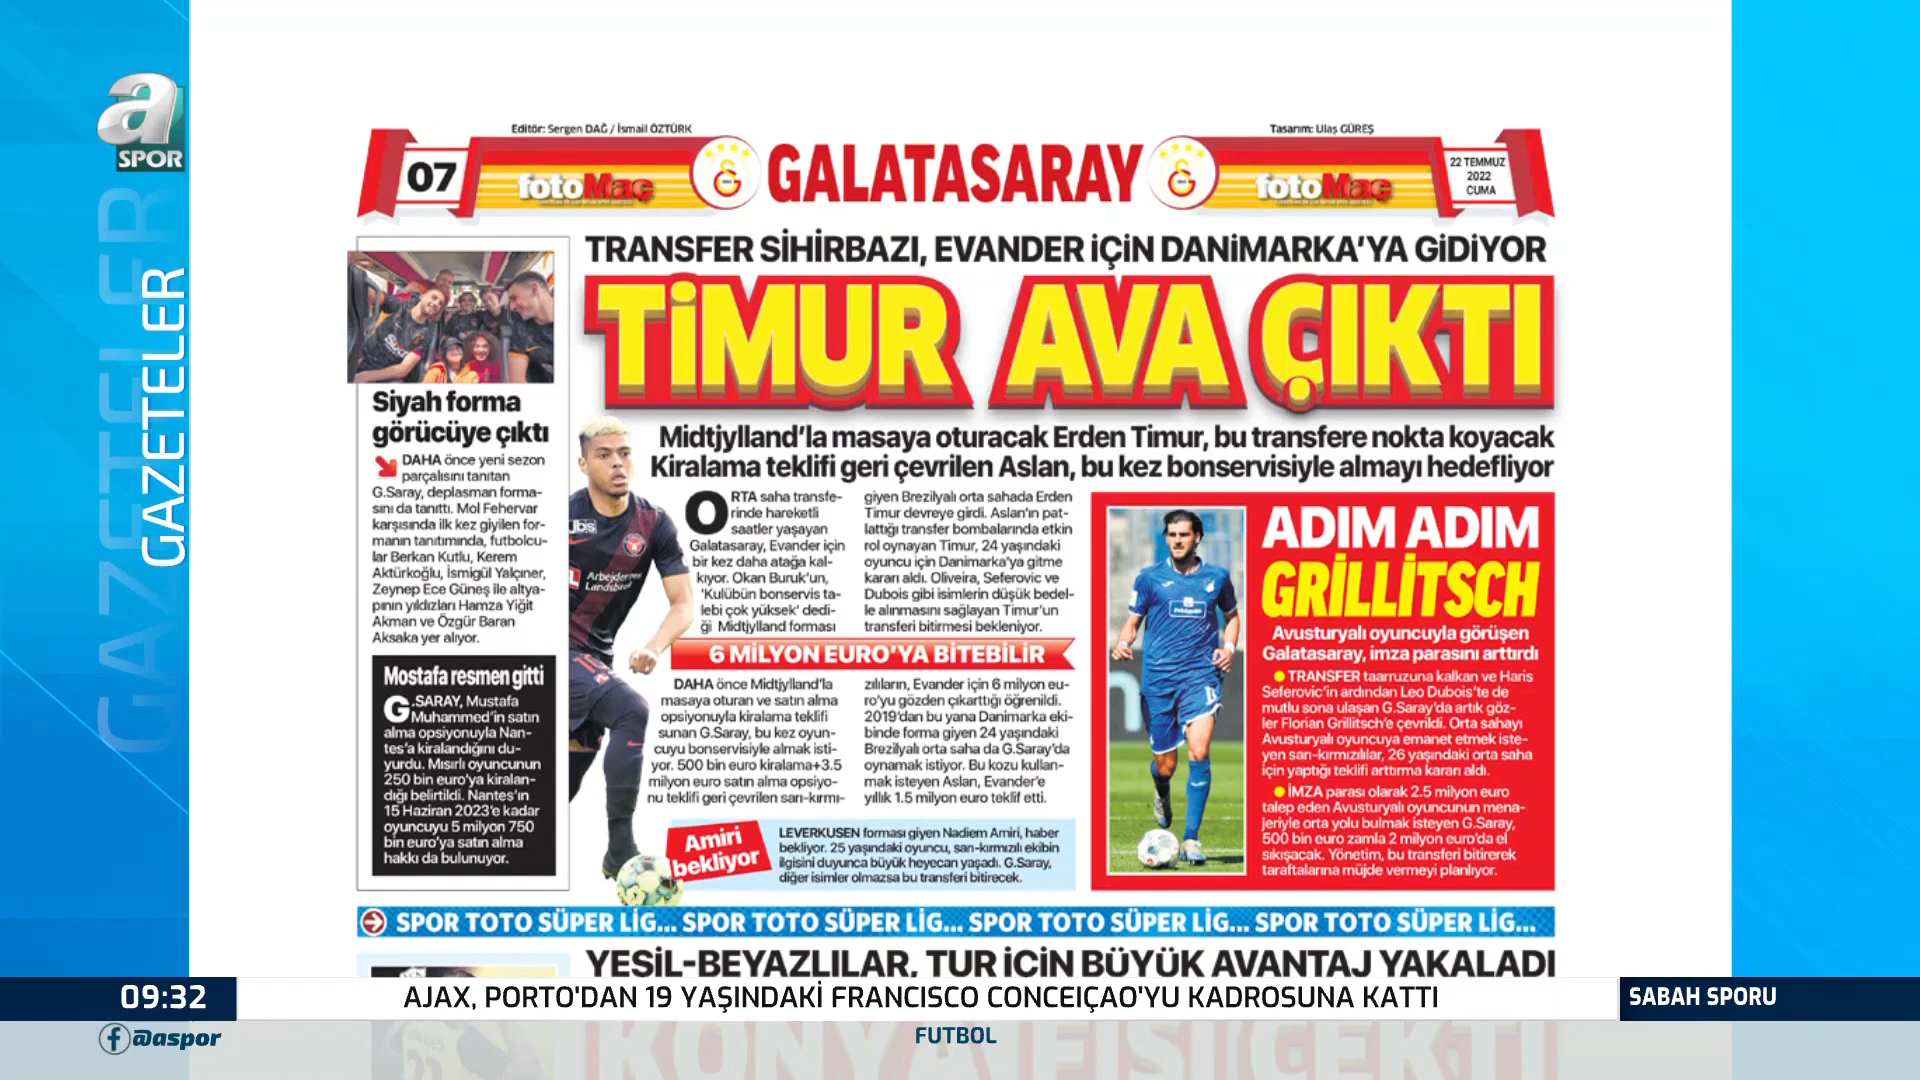 a
SPOR
GAZETELER
GAZETELER
Editör: Sergen DAĞ / İsmail ÖZTÜRK
Tasarım: Ulaş GÜREŞ
07
fotoMaç
GALATASARAY
fotoMaç
22 TEMMUZ
2022
CUMA
TRANSFER SİHİRBAZI, EVANDER İÇİN DANİMARKA'YA GİDİYOR
TİMUR AVA ÇIKTI
Midtjylland'la masaya oturacak Erden Timur, bu transfere nokta koyacak
Kiralama teklifi geri çevrilen Aslan, bu kez bonservisiyle almayı hedefliyor
Siyah forma
görücüye çıktı
DAHA önce yeni sezon
parçalısını tanıtan
G.Saray, deplasman forma-
sını da tanıttı. Mol Fehervar
karşısında ilk kez giyilen for-
manın tanıtımında, futbolcu-
lar Berkan Kutlu, Kerem
Aktürkoğlu, İsmigül Yalçıner,
Zeynep Ece Güneş ile altya-
pının yıldızları Hamza Yiğit
Akman ve Özgür Baran
Aksaka yer alıyor.
Mostafa resmen gitti
G.SARAY, Mustafa
Muhammed'in satın
alma opsiyonuyla Nan-
tes'a kiralandığını du-
yurdu. Mısırlı oyuncunun
250 bin euro'ya kiralan-
dığı belirtildi. Nantes'ın
15 Haziran 2023'e kadar
oyuncuyu 5 milyon 750
bin euro'ya satın alma
hakkı da bulunuyor.
ORTA saha transfe-
rinde hareketli
saatler yaşayan
Galatasaray, Evander için
bir kez daha atağa kal-
kıyor. Okan Buruk'un,
'Kulübün bonservis ta-
lebi çok yüksek' dedi-
ği Midtjylland forması
giyen Brezilyalı orta sahada Erden
Timur devreye girdi. Aslan'ın pat-
lattığı transfer bombalarında etkin
rol oynayan Timur, 24 yaşındaki
oyuncu için Danimarka'ya gitme
kararı aldı. Oliveira, Seferovic ve
Dubois gibi isimlerin düşük bedel-
le alınmasını sağlayan Timur'un
transferi bitirmesi bekleniyor.
6 MİLYON EURO'YA BİTEBİLİR
DAHA önce Midtjylland'la
masaya oturan ve satın alma
opsiyonuyla kiralama teklifi
sunan G.Saray, bu kez oyun-
cuyu bonservisiyle almak isti-
yor. 500 bin euro kiralama+3.5
milyon euro satın alma opsiyo-
nu teklifi geri çevrilen sarı-kırmı-
zılıların, Evander için 6 milyon eu-
ro'yu gözden çıkarttığı öğrenildi.
2019'dan bu yana Danimarka eki-
binde forma giyen 24 yaşındaki
Brezilyalı orta saha da G.Saray'da
oynamak istiyor. Bu kozu kullan-
mak isteyen Aslan, Evander'e
yıllık 1.5 milyon euro teklif etti.
jbs
Arbejdernes
Landsbank
Amiri
bekliyor
LEVERKUSEN forması giyen Nadiem Amiri, haber
bekliyor. 25 yaşındaki oyuncu, sarı-kırmızılı ekibin
ilgisini duyunca büyük heyecan yaşadı. G.Saray,
diğer isimler olmazsa bu transferi bitirecek.
ADIM ADIM
GRİLLİTSCH
Avusturyalı oyuncuyla görüşen
Galatasaray, imza parasını arttırdı
TRANSFER taarruzuna kalkan ve Haris
Seferovic'in ardından Leo Dubois'te de
mutlu sona ulaşan G.Saray'da artık göz-
ler Florian Grillitsch'e çevrildi. Orta sahayı
Avusturyalı oyuncuya emanet etmek iste-
yen sarı-kırmızılılar, 26 yaşındaki orta saha
için yaptığı teklifi arttırma kararı aldı.
İMZA parası olarak 2.5 milyon euro
talep eden Avusturyalı oyuncunun mena-
jeriyle orta yolu bulmak isteyen G.Saray,
500 bin euro zamla 2 milyon euro'da el
sıkışacak. Yönetim, bu transferi bitirerek
taraftalarına müjde vermeyi planlıyor.
SPOR TOTO SÜPER LİG... SPOR TOTO SÜPER LİG... SPOR TOTO SÜPER LİG... SPOR TOTO SÜPER LİG...
YEŞİL-BEYAZLILAR, TUR İÇİN BÜYÜK AVANTAJ YAKALADI
09:32
AJAX, PORTO'DAN 19 YAŞINDAKİ FRANCISCO CONCEIÇAO'YU KADROSUNA KATTI
SABAH SPORU
@aspor
FUTBOL
KONYA FİŞİ ÇEKTİ